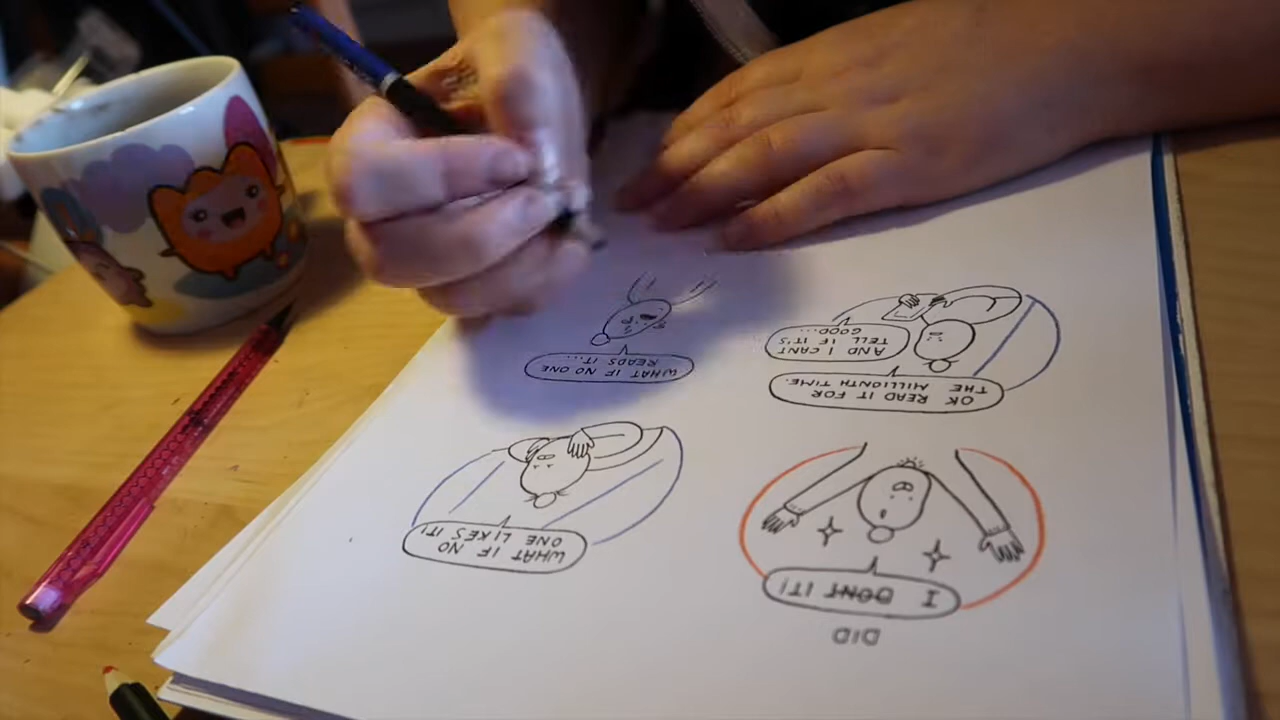 DID
I DONE IT!
WHAT IF NO
ONE LIKES IT!
OK READ IT FOR
THE MILLIONTH TIME.
AND I CANT
TELL IF IT'S
GOOD...
WHAT IF NO ONE
READS IT...